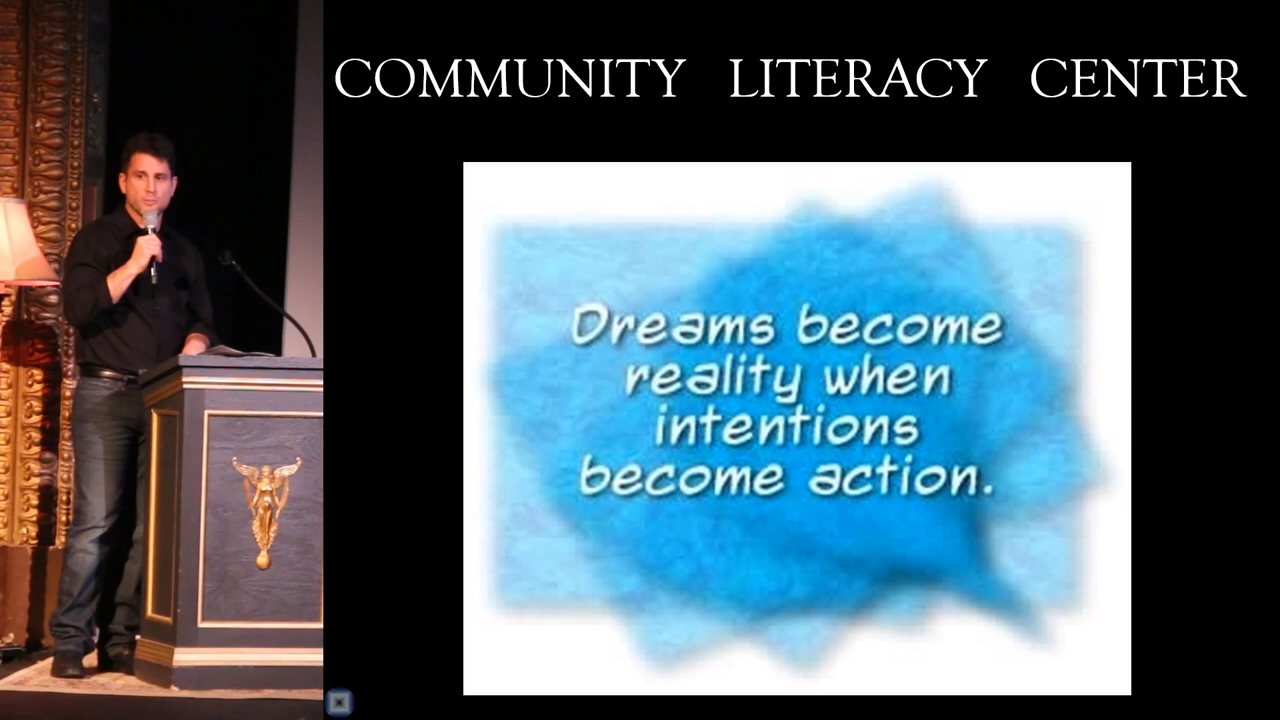 COMMUNITY LITERACY CENTER
Dreams become
reality when
intentions
become action.